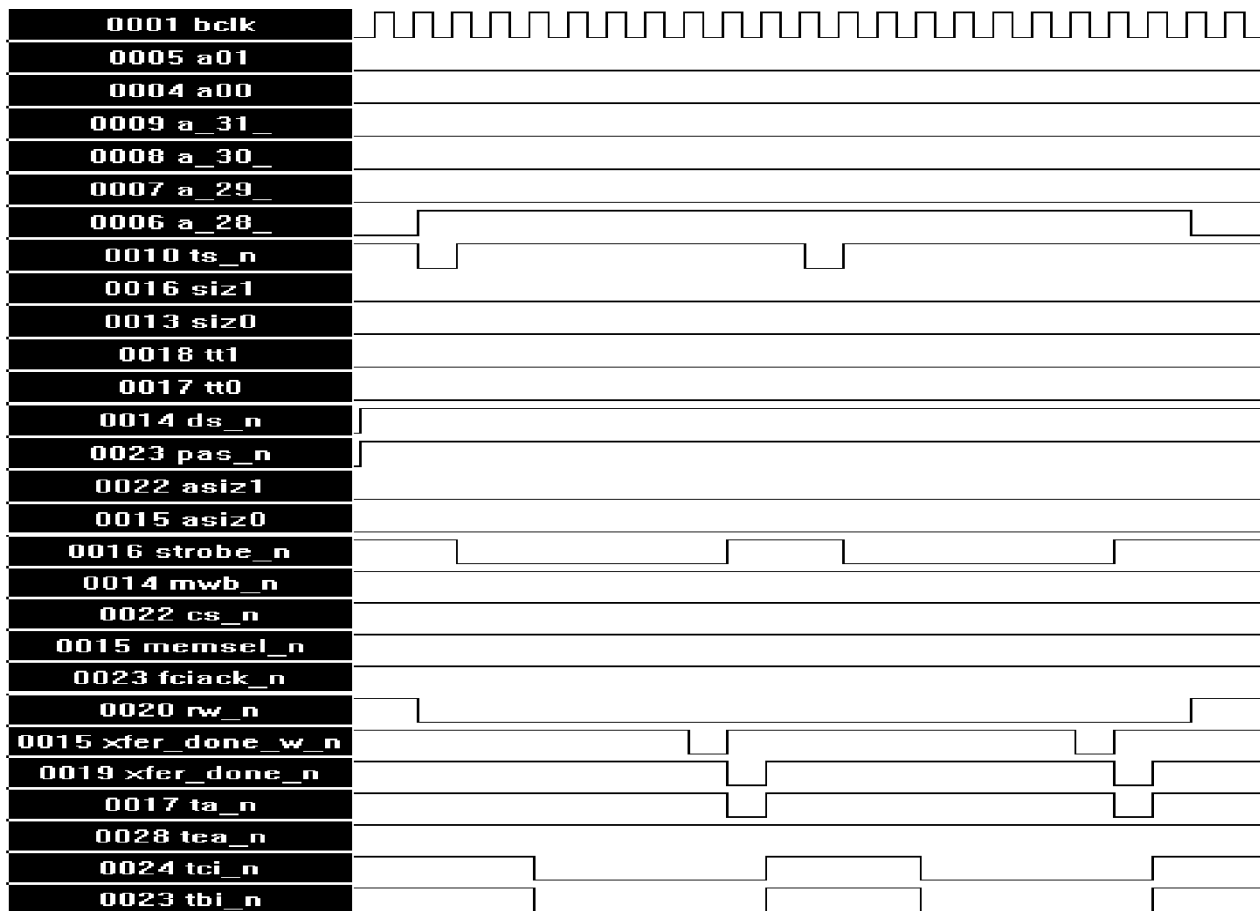 0001 bclk
0005 a01
0004 a00
0009 a_31_
0008 a_30_
0007 a_29_
0006 a_28_
0010 ts_n
0016 siz1
0013 siz0
0018 tt1
0017 tt0
0014 ds_n
0023 pas_n
0022 asiz1
0015 asiz0
0016 strobe_n
0014 mwb_n
0022 cs_n
0015 memsel_n
0023 fciack_n
0020 rw_n
0015 xfer_done_w_n
0019 xfer_done_n
0017 ta_n
0028 tea_n
0024 tci_n
0023 tbi_n